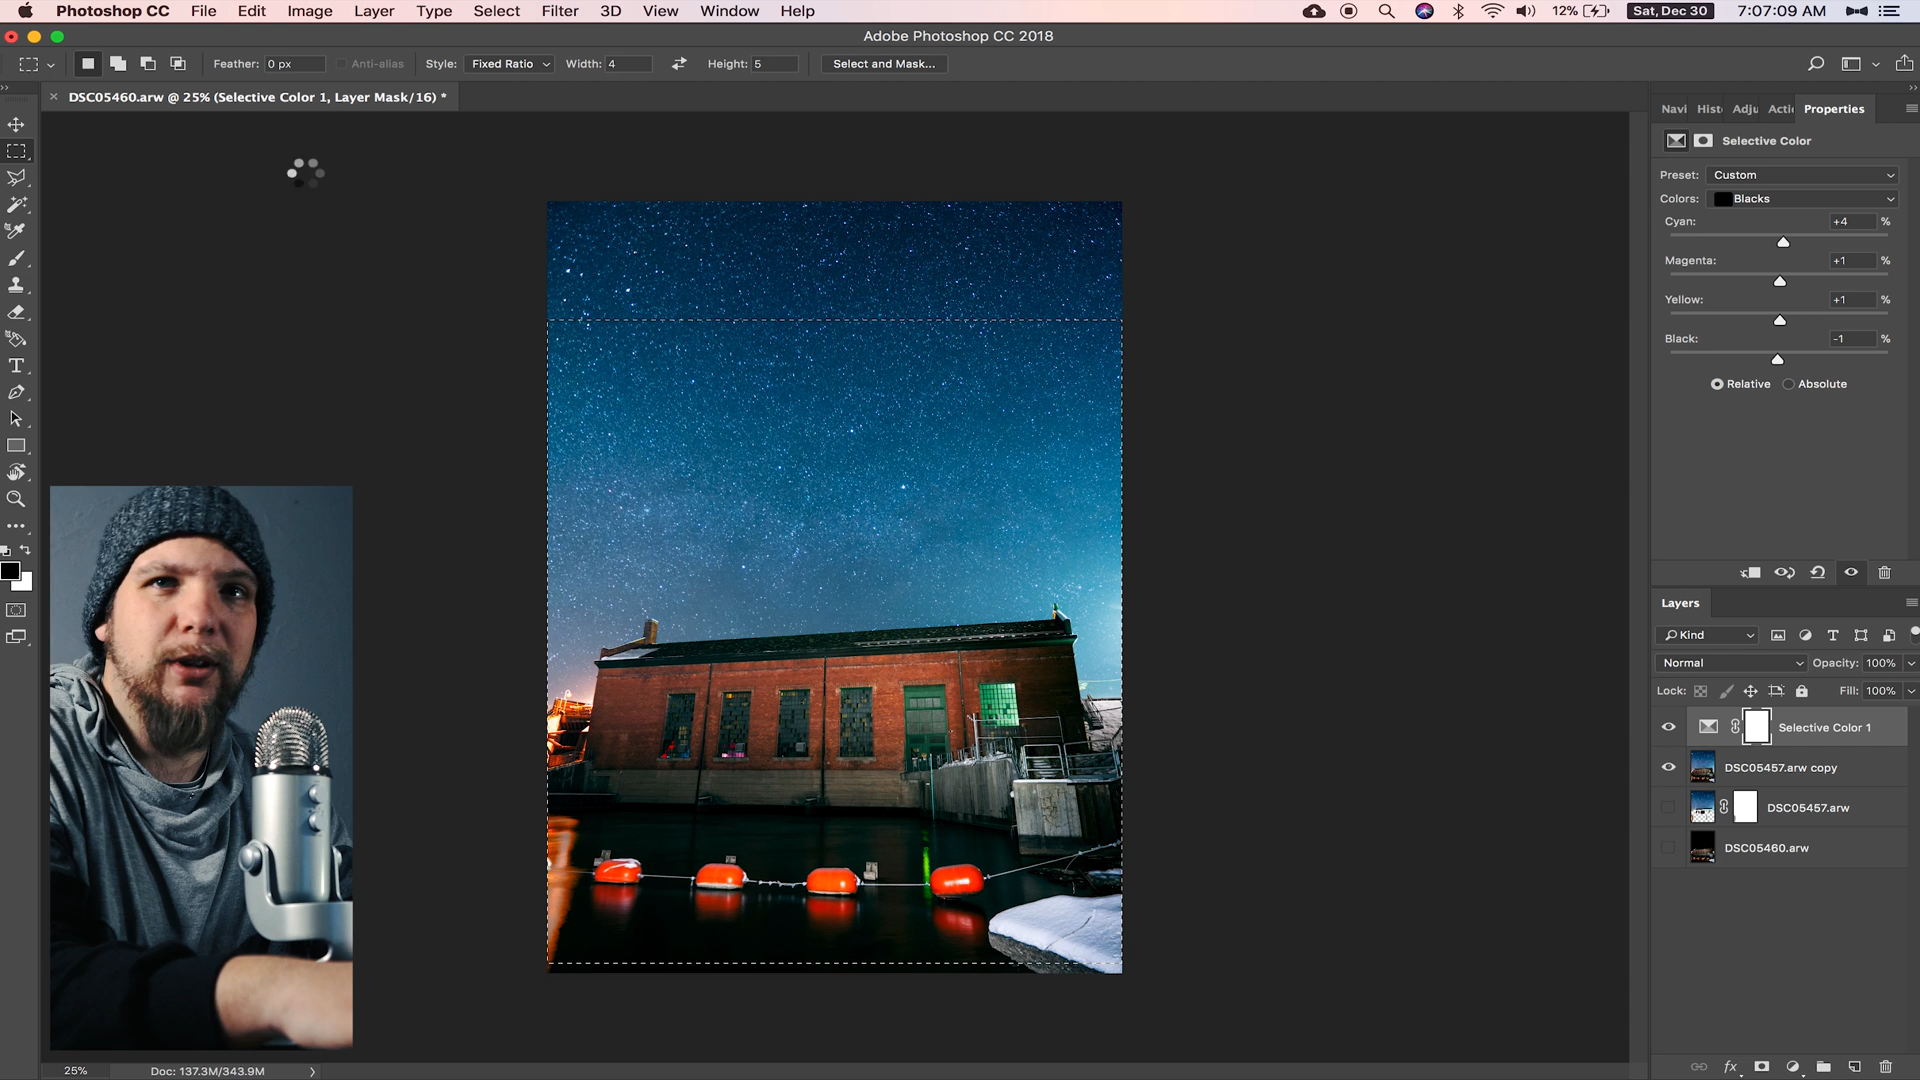 Photoshop CC File Edit Image Layer Type Select Filter 3D View Window Help 12% Sat, Dec 30 7:07:09 AM
Adobe Photoshop CC 2018
Feather: 0 px Anti-alias Style: Fixed Ratio Width: 4 Height: 5 Select and Mask...
DSC05460.arw @ 25% (Selective Color 1, Layer Mask/16) *
Navi Hist Adju Acti Properties
Selective Color
Preset: Custom
Colors: Blacks
Cyan: +4 %
Magenta: +1 %
Yellow: +1 %
Black: -1 %
Relative Absolute
Layers
Kind
Normal Opacity: 100%
Lock: Fill: 100%
Selective Color 1
DSC05457.arw copy
DSC05457.arw
DSC05460.arw
25% Doc: 137.3M/343.9M